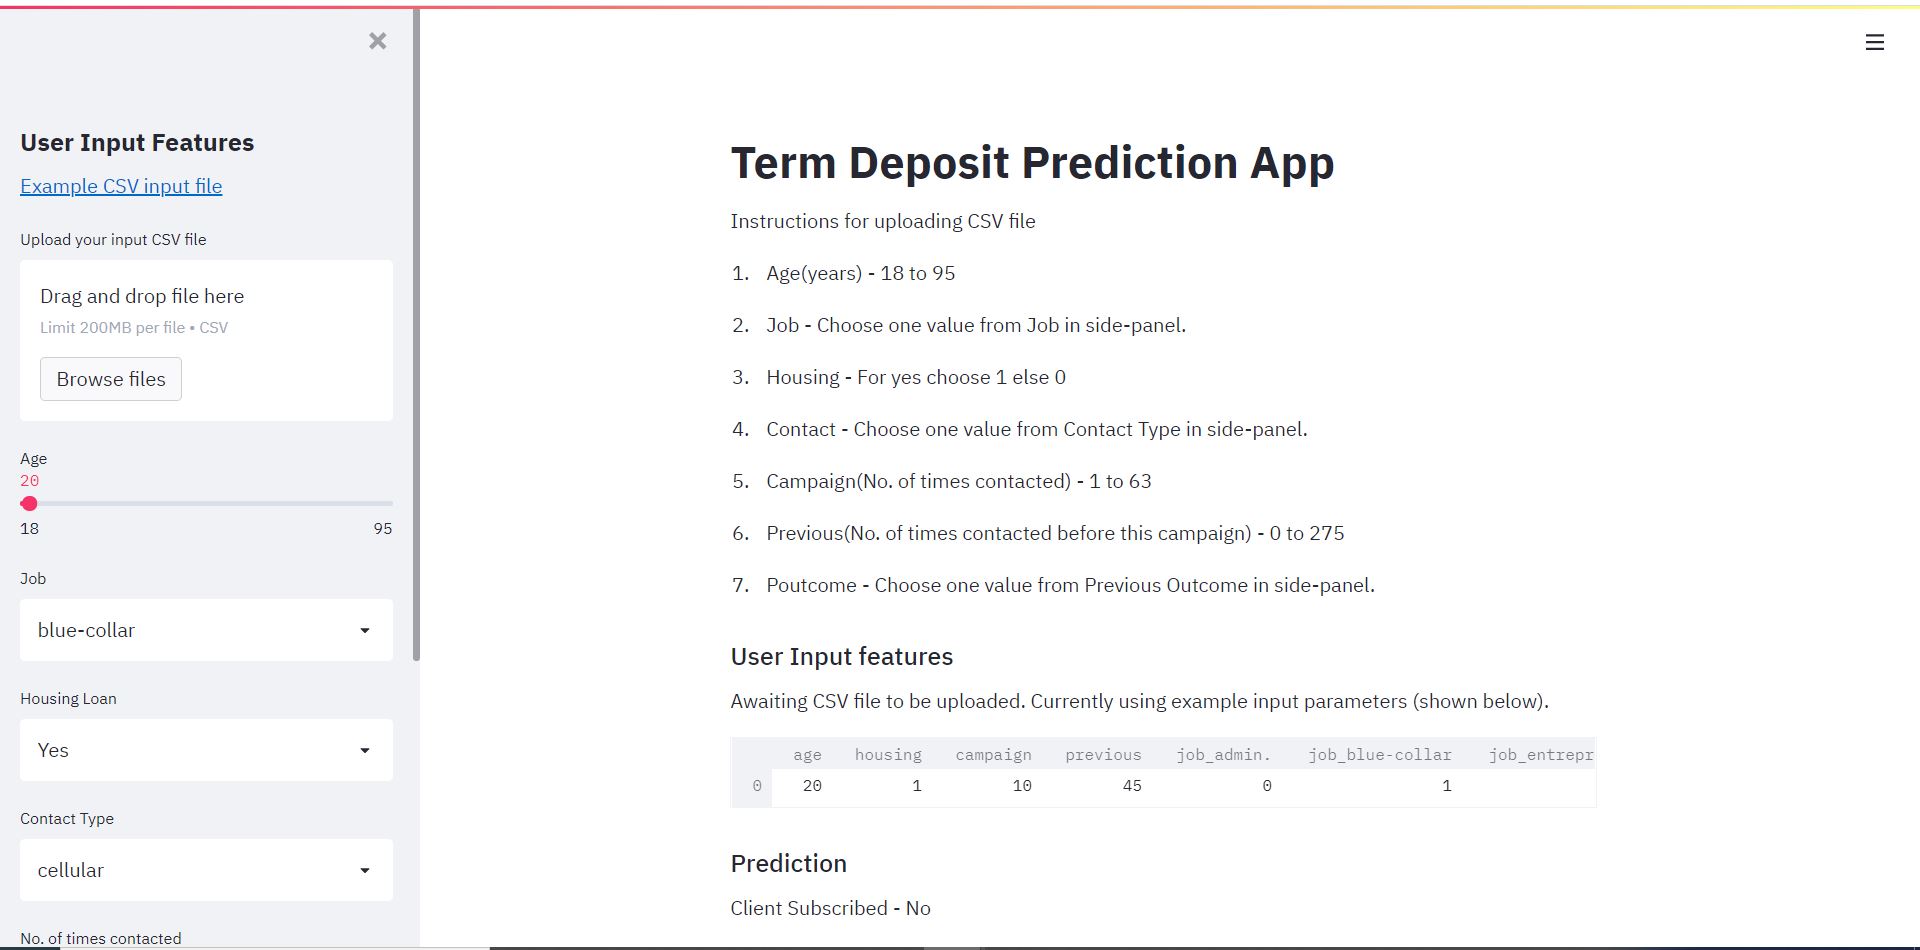 User Input Features
Example CSV input file
Upload your input CSV file
Drag and drop file here
Limit 200MB per file • CSV
Browse files
Age
20
18 95
Job
blue-collar
Housing Loan
Yes
Contact Type
cellular
No. of times contacted
Term Deposit Prediction App
Instructions for uploading CSV file
1. Age(years) - 18 to 95
2. Job - Choose one value from Job in side-panel.
3. Housing - For yes choose 1 else 0
4. Contact - Choose one value from Contact Type in side-panel.
5. Campaign(No. of times contacted) - 1 to 63
6. Previous(No. of times contacted before this campaign) - 0 to 275
7. Poutcome - Choose one value from Previous Outcome in side-panel.
User Input features
Awaiting CSV file to be uploaded. Currently using example input parameters (shown below).
age housing campaign previous job_admin. job_blue-collar job_entrepr
0 20 1 10 45 0 1
Prediction
Client Subscribed - No